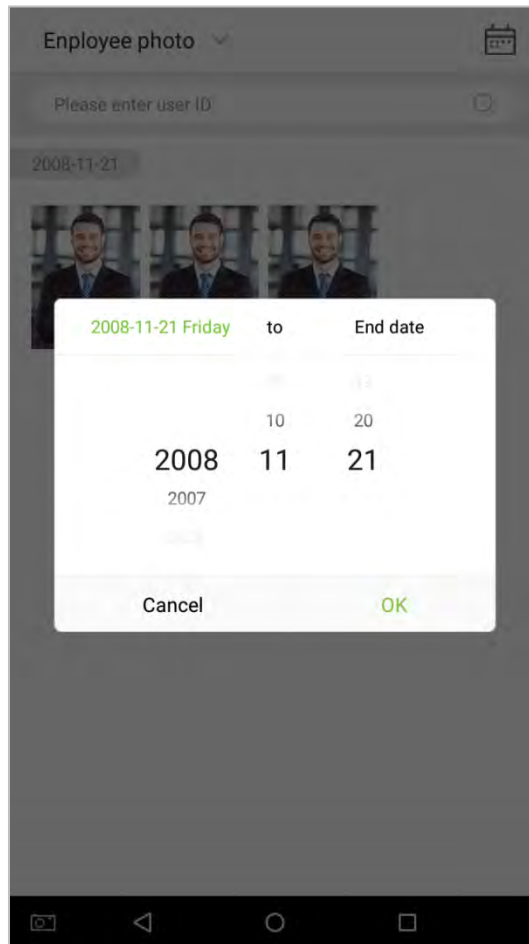 Enployee photo
Please enter user ID
2008-11-21
2008-11-21 Friday to End date
10 20
2008 11 21
2007
Cancel OK